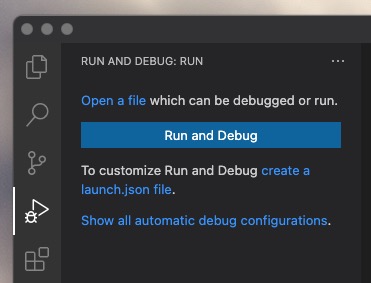 RUN AND DEBUG: RUN
Open a file which can be debugged or run.
Run and Debug
To customize Run and Debug create a
launch.json file.
Show all automatic debug configurations.